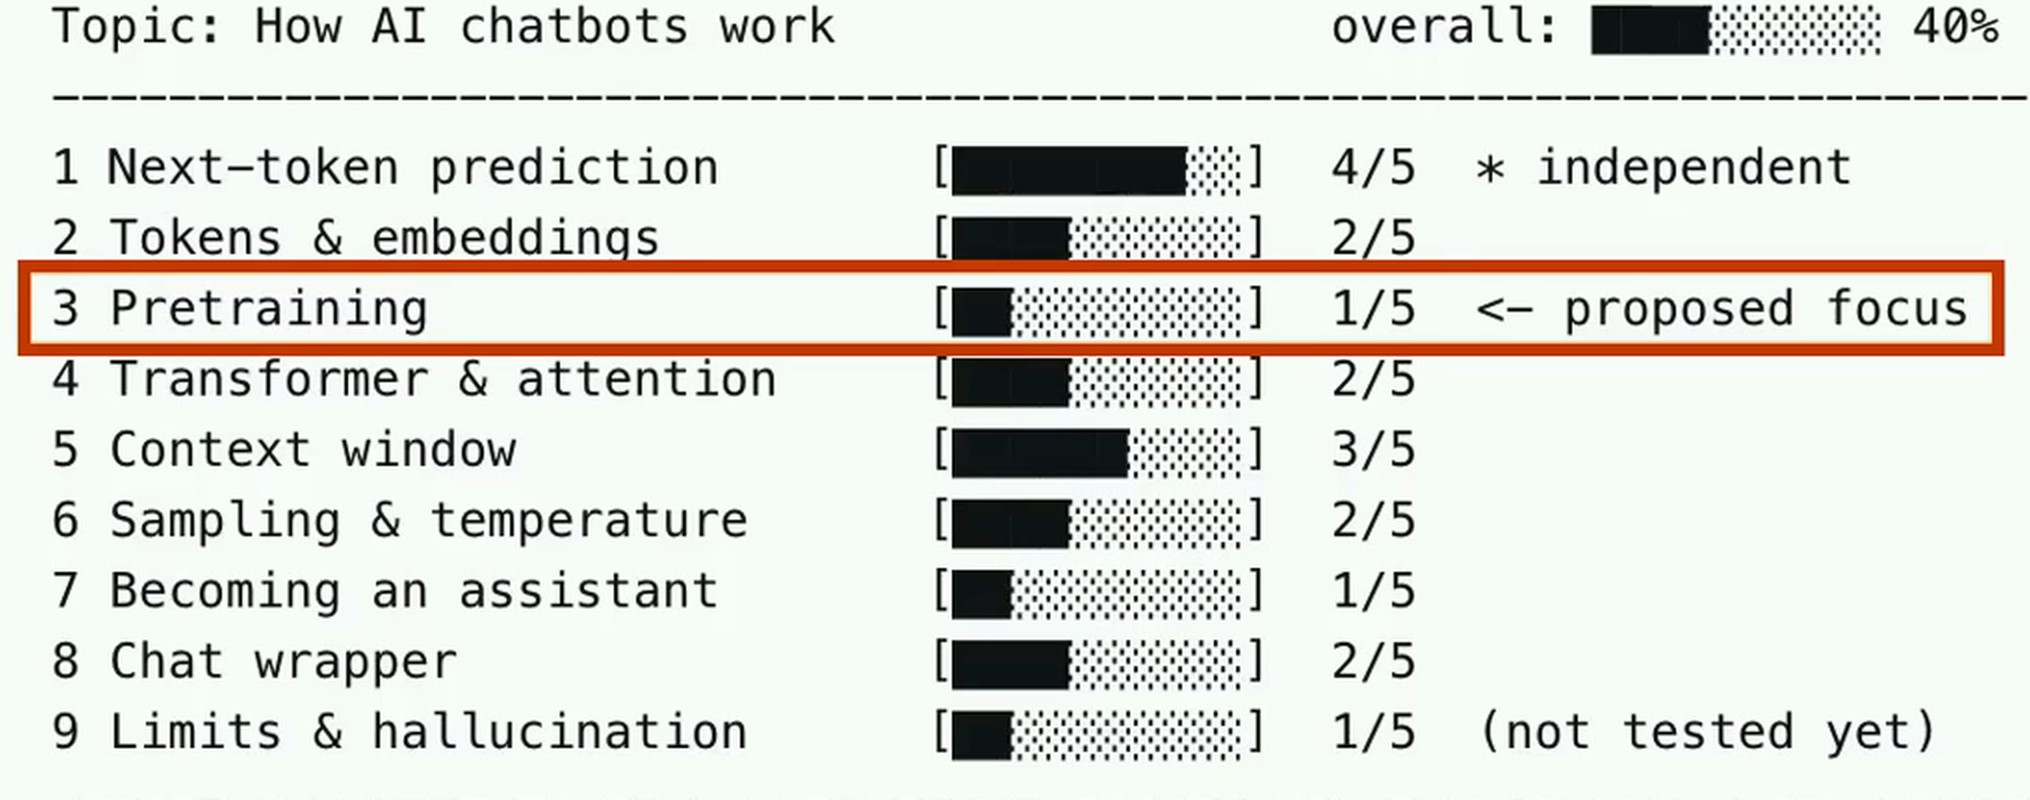 Topic: How AI chatbots work overall: 40%
1 Next-token prediction [ ] 4/5 * independent
2 Tokens & embeddings [ ] 2/5
3 Pretraining [ ] 1/5 <- proposed focus
4 Transformer & attention [ ] 2/5
5 Context window [ ] 3/5
6 Sampling & temperature [ ] 2/5
7 Becoming an assistant [ ] 1/5
8 Chat wrapper [ ] 2/5
9 Limits & hallucination [ ] 1/5 (not tested yet)